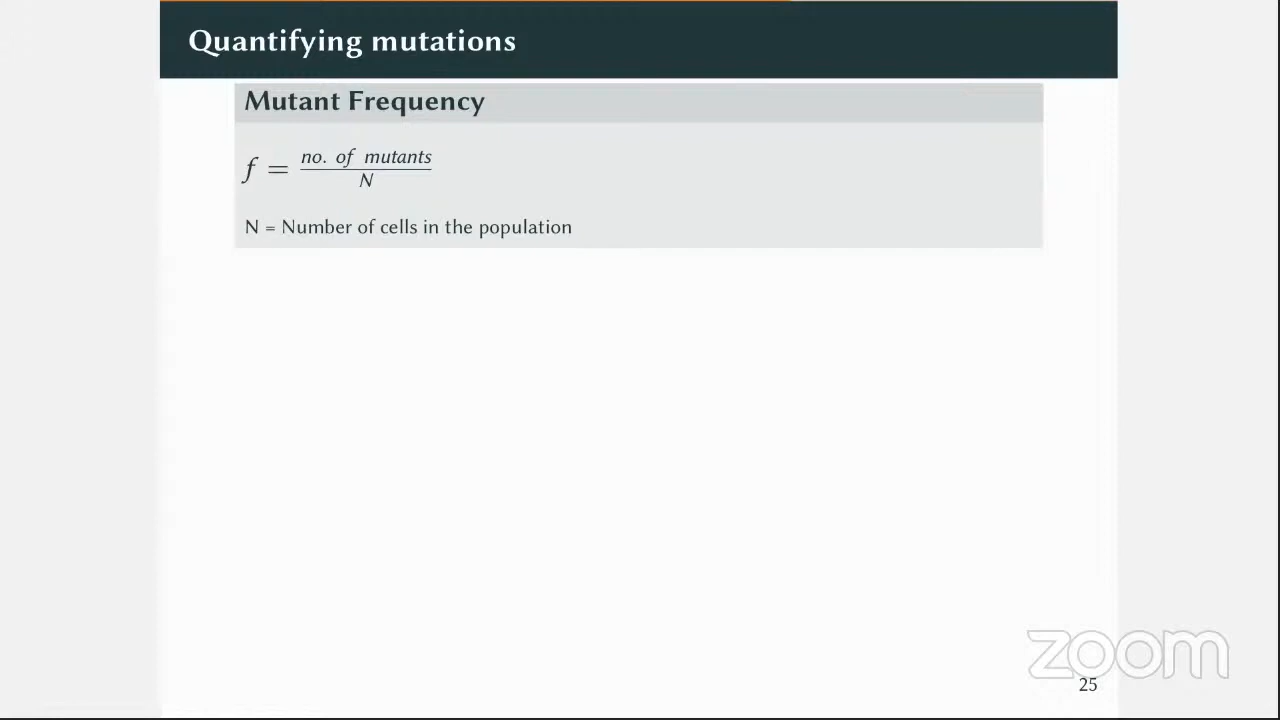 Quantifying mutations
Mutant Frequency
f = no. of mutants / N
N = Number of cells in the population
zoom
25